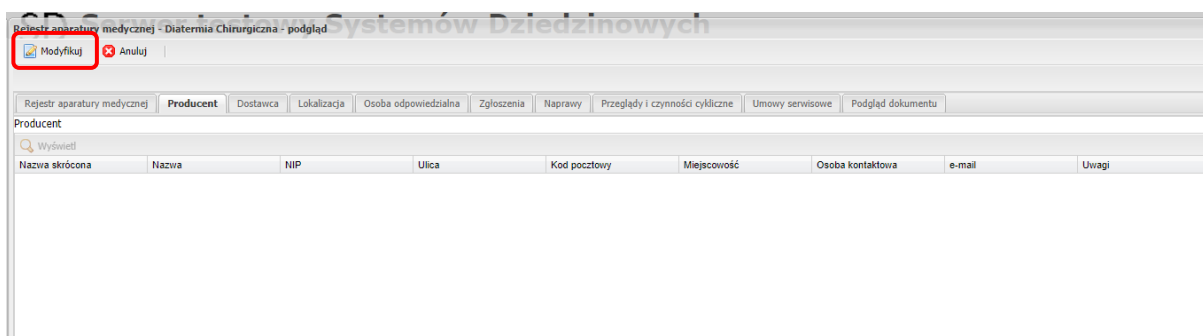 SD Serwer testowy Systemów Dziedzinowych
Rejestr aparatury medycznej - Diatermia Chirurgiczna - podgląd
Modyfikuj Anuluj
Rejestr aparatury medycznej Producent Dostawca Lokalizacja Osoba odpowiedzialna Zgłoszenia Naprawy Przeglądy i czynności cykliczne Umowy serwisowe Podgląd dokumentu
Producent
Wyświetl
Nazwa skrócona Nazwa NIP Ulica Kod pocztowy Miejscowość Osoba kontaktowa e-mail Uwagi